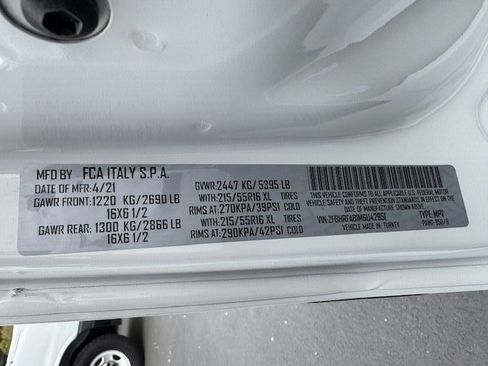 MFD BY FCA ITALY S.P.A.
DATE OF MFR: 4/21
GAWR FRONT: 1220 KG/2690 LB
16X6 1/2
GAWR REAR: 1300 KG/2866 LB
16X6 1/2
GVWR: 2447 KG/ 5395 LB
WITH: 215/55R16 XL TIRES
RIMS AT: 270KPA/39PSI COLD
WITH: 215/55R16 XL TIRES
RIMS AT: 290KPA/42PSI COLD
THIS VEHICLE CONFORMS TO ALL APPLICABLE U.S. FEDERAL MOTOR
VEHICLE SAFETY, BUMPER, AND THEFT PREVENTION STANDARDS IN EFFECT ON THE
DATE OF MANUFACTURE SHOWN ABOVE.
VIN: TYPE: MPV
VEHICLE MADE IN: TURKEY PAINT: